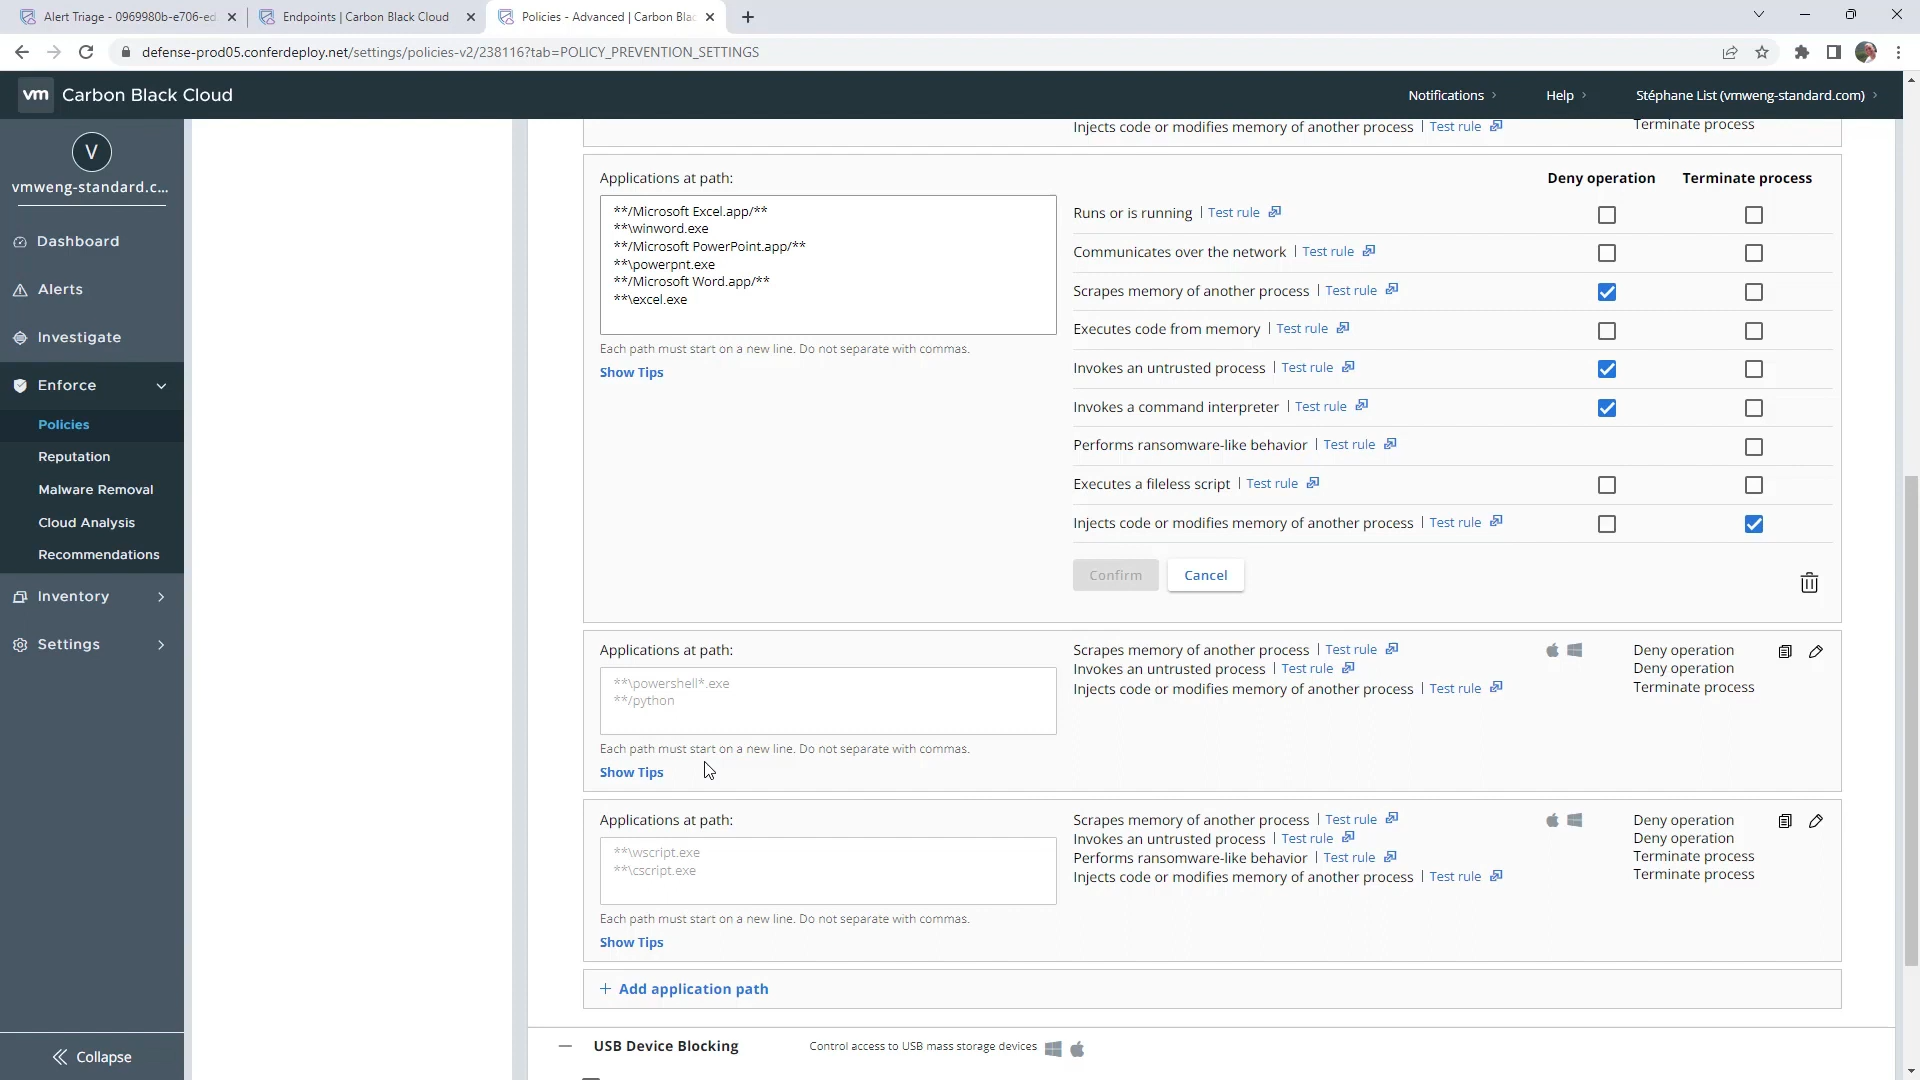 Alert Triage - 0969980b-e706-ed
Endpoints | Carbon Black Cloud
Policies - Advanced | Carbon Blac
defense-prod05.conferdeploy.net/settings/policies-v2/238116?tab=POLICY_PREVENTION_SETTINGS
vm Carbon Black Cloud
Notifications
Help
Stéphane List (vmweng-standard.com)
V
vmweng-standard.c...
Dashboard
Alerts
Investigate
Enforce
Policies
Reputation
Malware Removal
Cloud Analysis
Recommendations
Inventory
Settings
Collapse
Injects code or modifies memory of another process | Test rule
Terminate process
Applications at path:
Deny operation Terminate process
**/Microsoft Excel.app/**
**\winword.exe
**/Microsoft PowerPoint.app/**
**\powerpnt.exe
**/Microsoft Word.app/**
**\excel.exe
Each path must start on a new line. Do not separate with commas.
Show Tips
Runs or is running | Test rule
Communicates over the network | Test rule
Scrapes memory of another process | Test rule
Executes code from memory | Test rule
Invokes an untrusted process | Test rule
Invokes a command interpreter | Test rule
Performs ransomware-like behavior | Test rule
Executes a fileless script | Test rule
Injects code or modifies memory of another process | Test rule
Confirm Cancel
Applications at path:
**\powershell*.exe
**/python
Each path must start on a new line. Do not separate with commas.
Show Tips
Scrapes memory of another process | Test rule
Invokes an untrusted process | Test rule
Injects code or modifies memory of another process | Test rule
Deny operation
Deny operation
Terminate process
Applications at path:
**\wscript.exe
**\cscript.exe
Each path must start on a new line. Do not separate with commas.
Show Tips
Scrapes memory of another process | Test rule
Invokes an untrusted process | Test rule
Performs ransomware-like behavior | Test rule
Injects code or modifies memory of another process | Test rule
Deny operation
Deny operation
Terminate process
Terminate process
+ Add application path
USB Device Blocking
Control access to USB mass storage devices